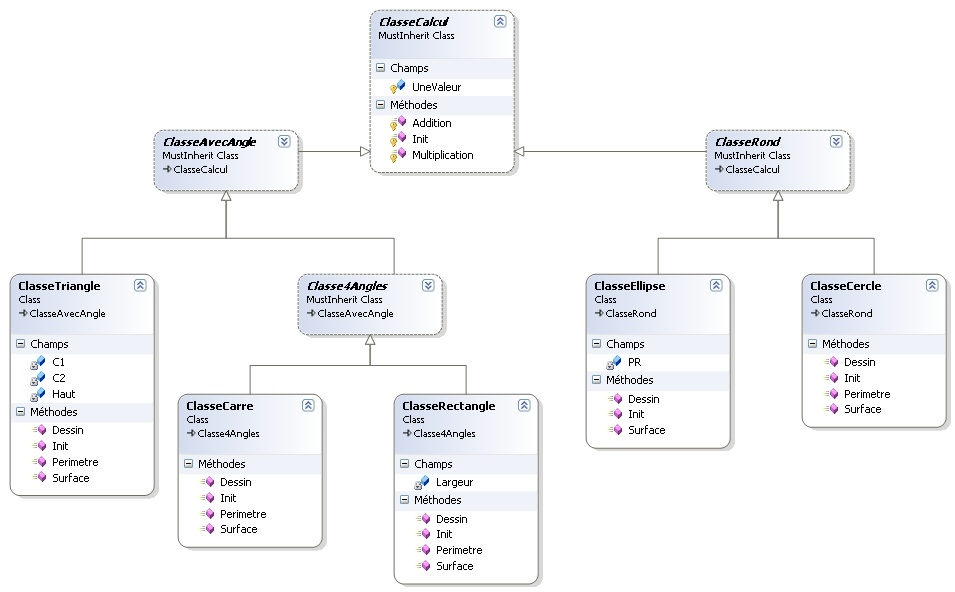 ClasseCalcul
MustInherit Class
Champs
UneValeur
Méthodes
Addition
Init
Multiplication
ClasseAvecAngle
MustInherit Class
ClasseCalcul
ClasseRond
MustInherit Class
ClasseCalcul
ClasseTriangle
Class
ClasseAvecAngle
Champs
C1
C2
Haut
Méthodes
Dessin
Init
Perimetre
Surface
Classe4Angles
MustInherit Class
ClasseAvecAngle
ClasseEllipse
Class
ClasseRond
Champs
PR
Méthodes
Dessin
Init
Surface
ClasseCercle
Class
ClasseRond
Méthodes
Dessin
Init
Perimetre
Surface
ClasseCarre
Class
Classe4Angles
Méthodes
Dessin
Init
Perimetre
Surface
ClasseRectangle
Class
Classe4Angles
Champs
Largeur
Méthodes
Dessin
Init
Perimetre
Surface